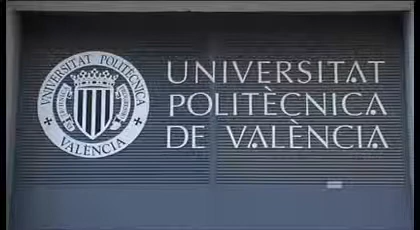 UNIVERSITAT POLITÈCNICA
VALÈNCIA
UNIVERSITAT
POLITÈCNICA
DE VALÈNCIA